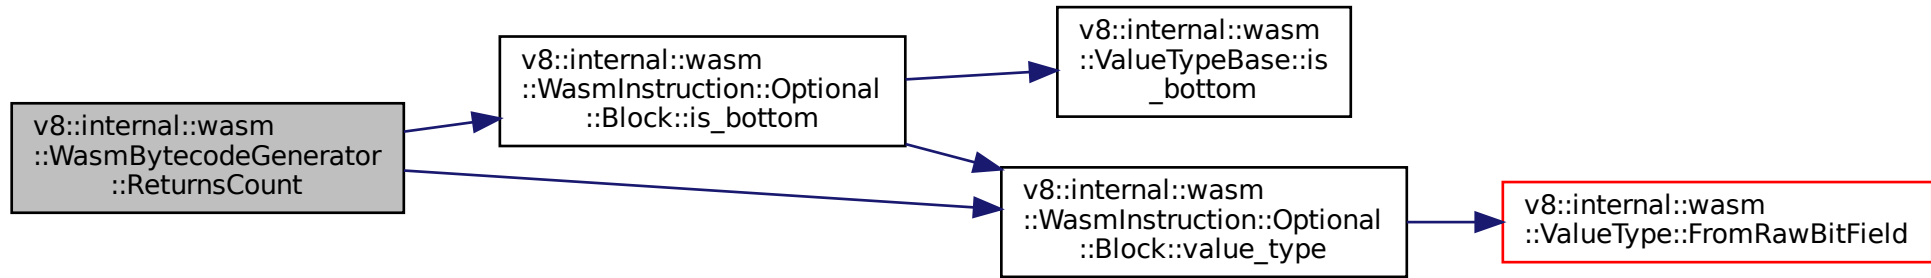 v8::internal::wasm
::WasmBytecodeGenerator
::ReturnsCount
v8::internal::wasm
::WasmInstruction::Optional
::Block::is_bottom
v8::internal::wasm
::ValueTypeBase::is
_bottom
v8::internal::wasm
::WasmInstruction::Optional
::Block::value_type
v8::internal::wasm
::ValueType::FromRawBitField